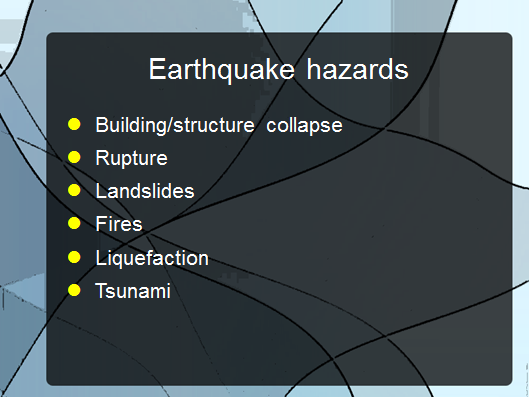 Earthquake hazards
Building/structure collapse
Rupture
Landslides
Fires
Liquefaction
Tsunami